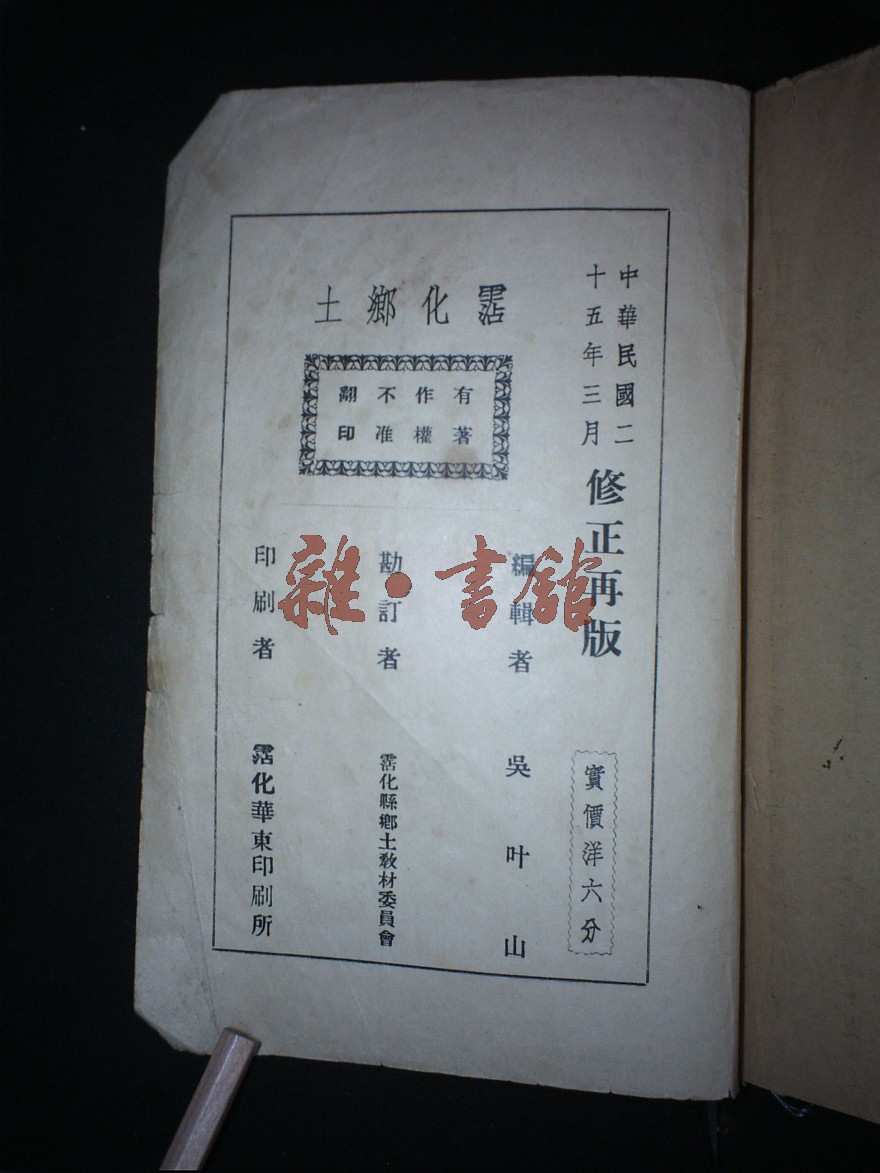 中華民國二
十五年三月
修正再版
實價洋六分
霑化鄉土
有著
作權
不准
翻印
編輯者 吳叶山
勘訂者 霑化縣鄉土教材委員會
印刷者 霑化華東印刷所
雜·書館